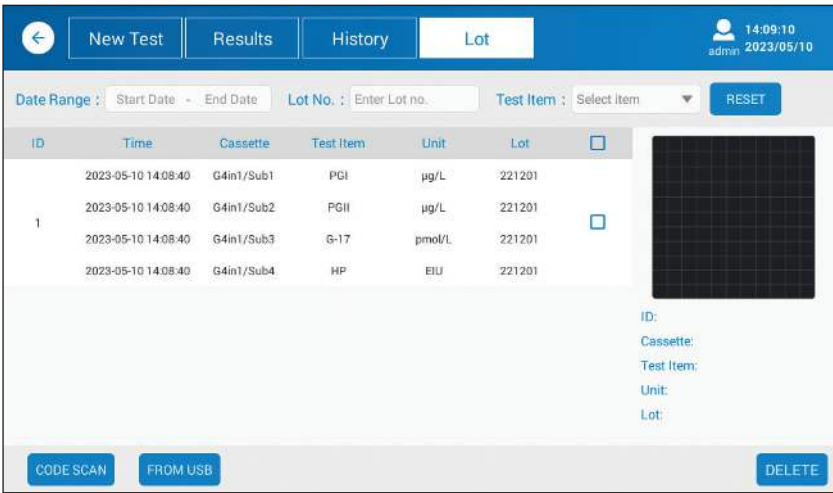 New Test Results History Lot 14:09:10
admin 2023/05/10
Date Range : Start Date - End Date Lot No. : Enter Lot no. Test Item : Select item RESET
ID Time Cassette Test Item Unit Lot
2023-05-10 14:08:40 G4in1/Sub1 PGI µg/L 221201
2023-05-10 14:08:40 G4in1/Sub2 PGII µg/L 221201
1
2023-05-10 14:08:40 G4in1/Sub3 G-17 pmol/L 221201
2023-05-10 14:08:40 G4in1/Sub4 HP EIU 221201
ID:
Cassette:
Test Item:
Unit:
Lot:
CODE SCAN FROM USB DELETE